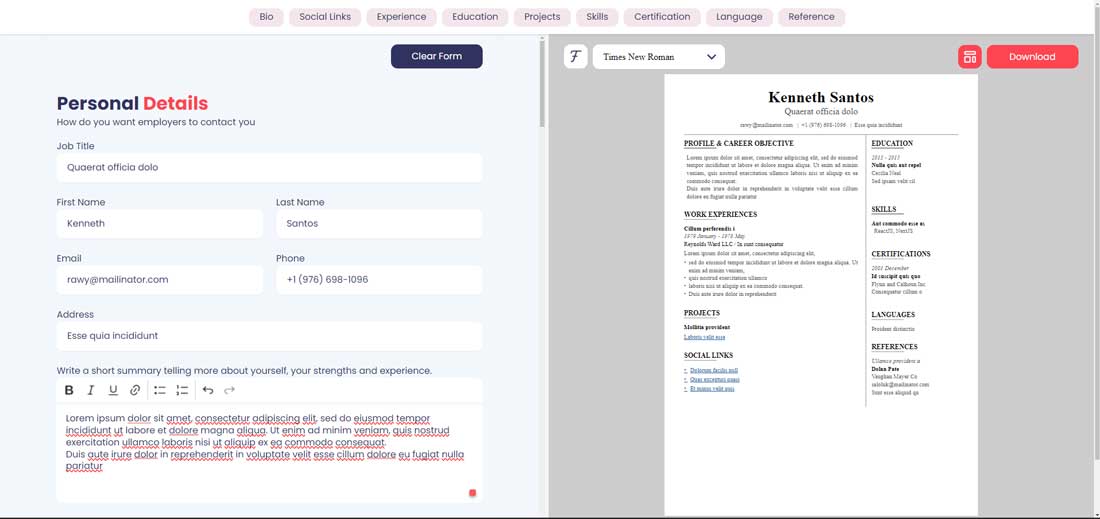 Bio Social Links Experience Education Projects Skills Certification Language Reference
Clear Form
Personal Details
How do you want employers to contact you
Job Title
Quaerat officia dolo
First Name Last Name
Kenneth Santos
Email Phone
rawy@mailinator.com +1 (976) 698-1096
Address
Esse quia incididunt
Write a short summary telling more about yourself, your strengths and experience.
B I U
Lorem ipsum dolor sit amet, consectetur adipiscing elit, sed do eiusmod tempor
incididunt ut labore et dolore magna aliqua. Ut enim ad minim veniam, quis nostrud
exercitation ullamco laboris nisi ut aliquip ex ea commodo consequat.
Duis aute irure dolor in reprehenderit in voluptate velit esse cillum dolore eu fugiat nulla
pariatur
Times New Roman
Download
Kenneth Santos
Quaerat officia dolo
rawy@mailinator.com | +1 (976) 698-1096 | Esse quia incididunt
PROFILE & CAREER OBJECTIVE
Lorem ipsum dolor sit amet, consectetur adipiscing elit, sed do eiusmod
tempor incididunt ut labore et dolore magna aliqua. Ut enim ad minim
veniam, quis nostrud exercitation ullamco laboris nisi ut aliquip ex ea
commodo consequat.
Duis aute irure dolor in reprehenderit in voluptate velit esse cillum
dolore eu fugiat nulla pariatur
WORK EXPERIENCES
Cillum perferendis i
1979 January - 1978 May
Reynolds Ward LLC / In sunt consequatur
Lorem ipsum dolor sit amet, consectetur adipiscing elit,
• sed do eiusmod tempor incididunt ut labore et dolore magna aliqua. Ut
enim ad minim veniam,
• quis nostrud exercitation ullamco
• laboris nisi ut aliquip ex ea commodo consequat.
• Duis aute irure dolor in reprehenderit
PROJECTS
Mollitia provident
Laboris velit esse
SOCIAL LINKS
• Dolorum facilis null
• Quas excepturi quasi
• Et minus velit quis
EDUCATION
2012 - 2013
Nulla quis aut repel
Cecilia Neal
Sed ipsam velit cil
SKILLS
Aut commodo esse os
ReactJS, NextJS
CERTIFICATIONS
2001 December
Id suscipit quis quo
Flynn and Calhoun Inc
Consequatur cillum o
LANGUAGES
Provident distinctio
REFERENCES
Ullamco provident a
Dolan Pate
Vaughan Mayer Co
saloluk@mailinator.com
Sunt esse aliquid qu